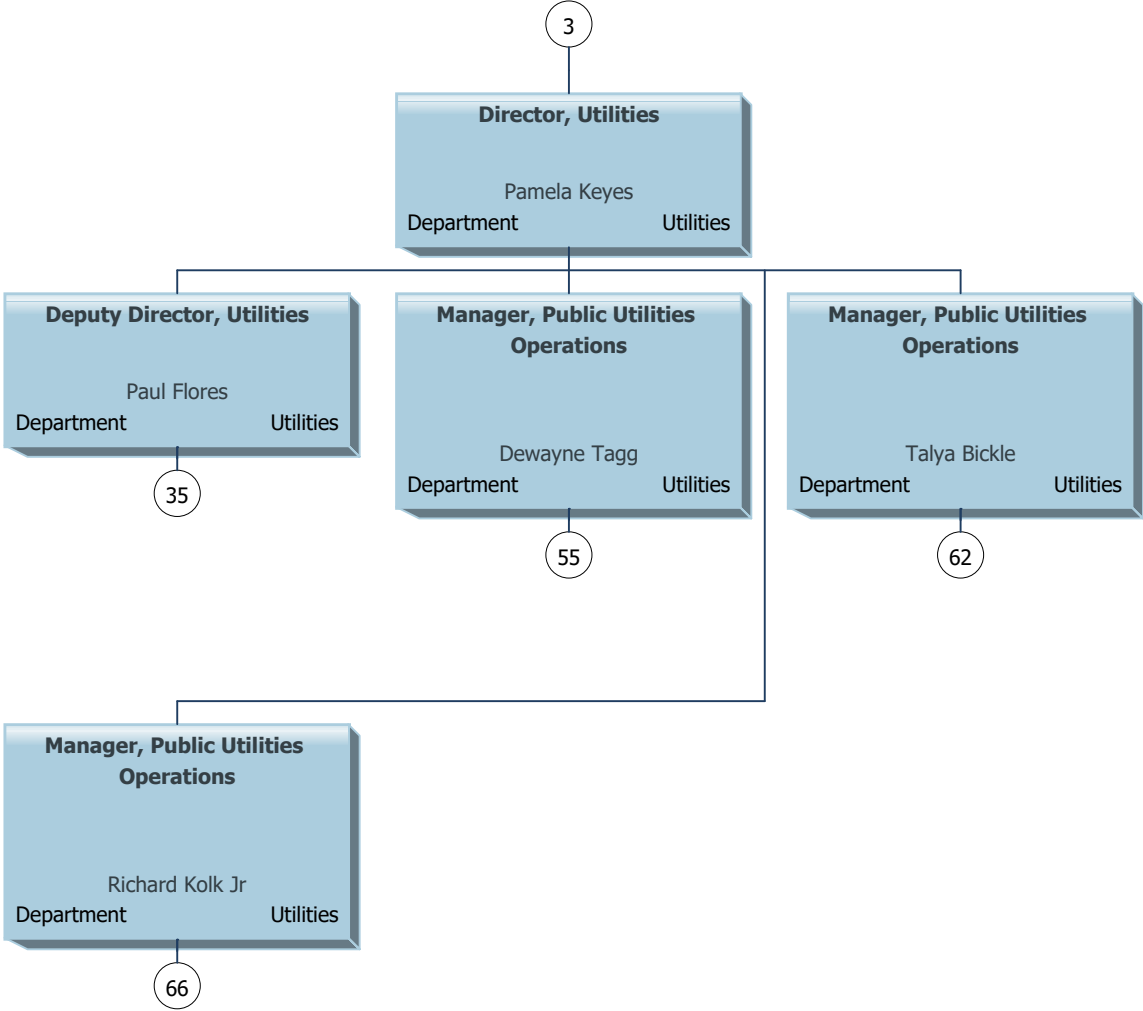 3
Director, Utilities
Pamela Keyes
Department Utilities
Deputy Director, Utilities
Paul Flores
Department Utilities
35
Manager, Public Utilities
Operations
Dewayne Tagg
Department Utilities
55
Manager, Public Utilities
Operations
Talya Bickle
Department Utilities
62
Manager, Public Utilities
Operations
Richard Kolk Jr
Department Utilities
66